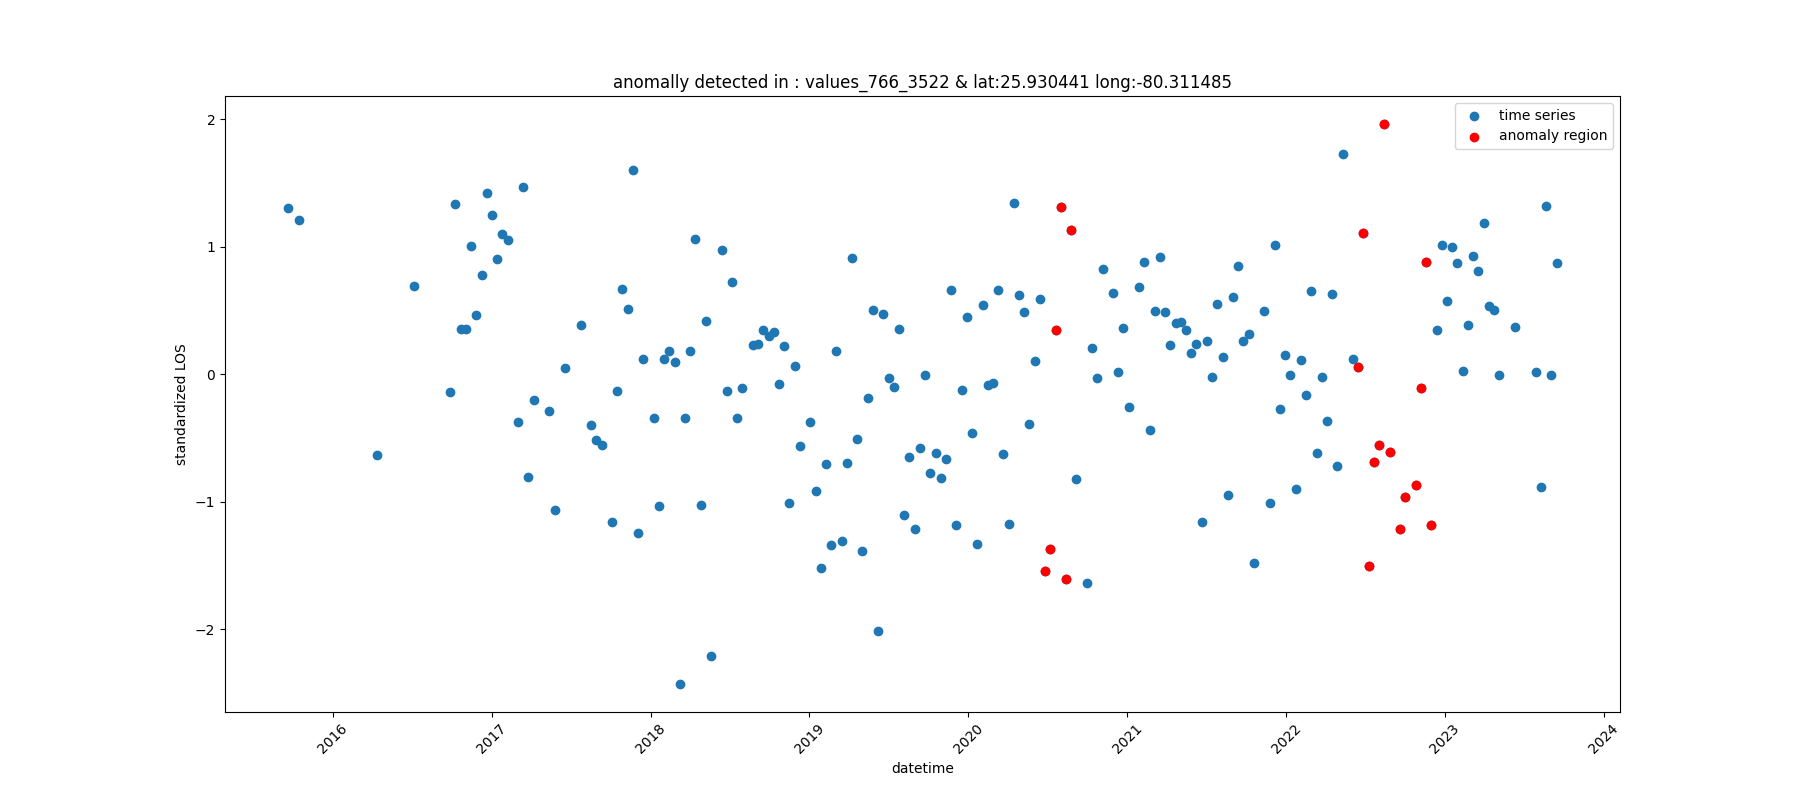 anomally detected in : values_766_3522 & lat:25.930441 long:-80.311485
time series
anomaly region
2
1
0
−1
−2
standardized LOS
2016
2017
2018
2019
2020
2021
2022
2023
2024
datetime